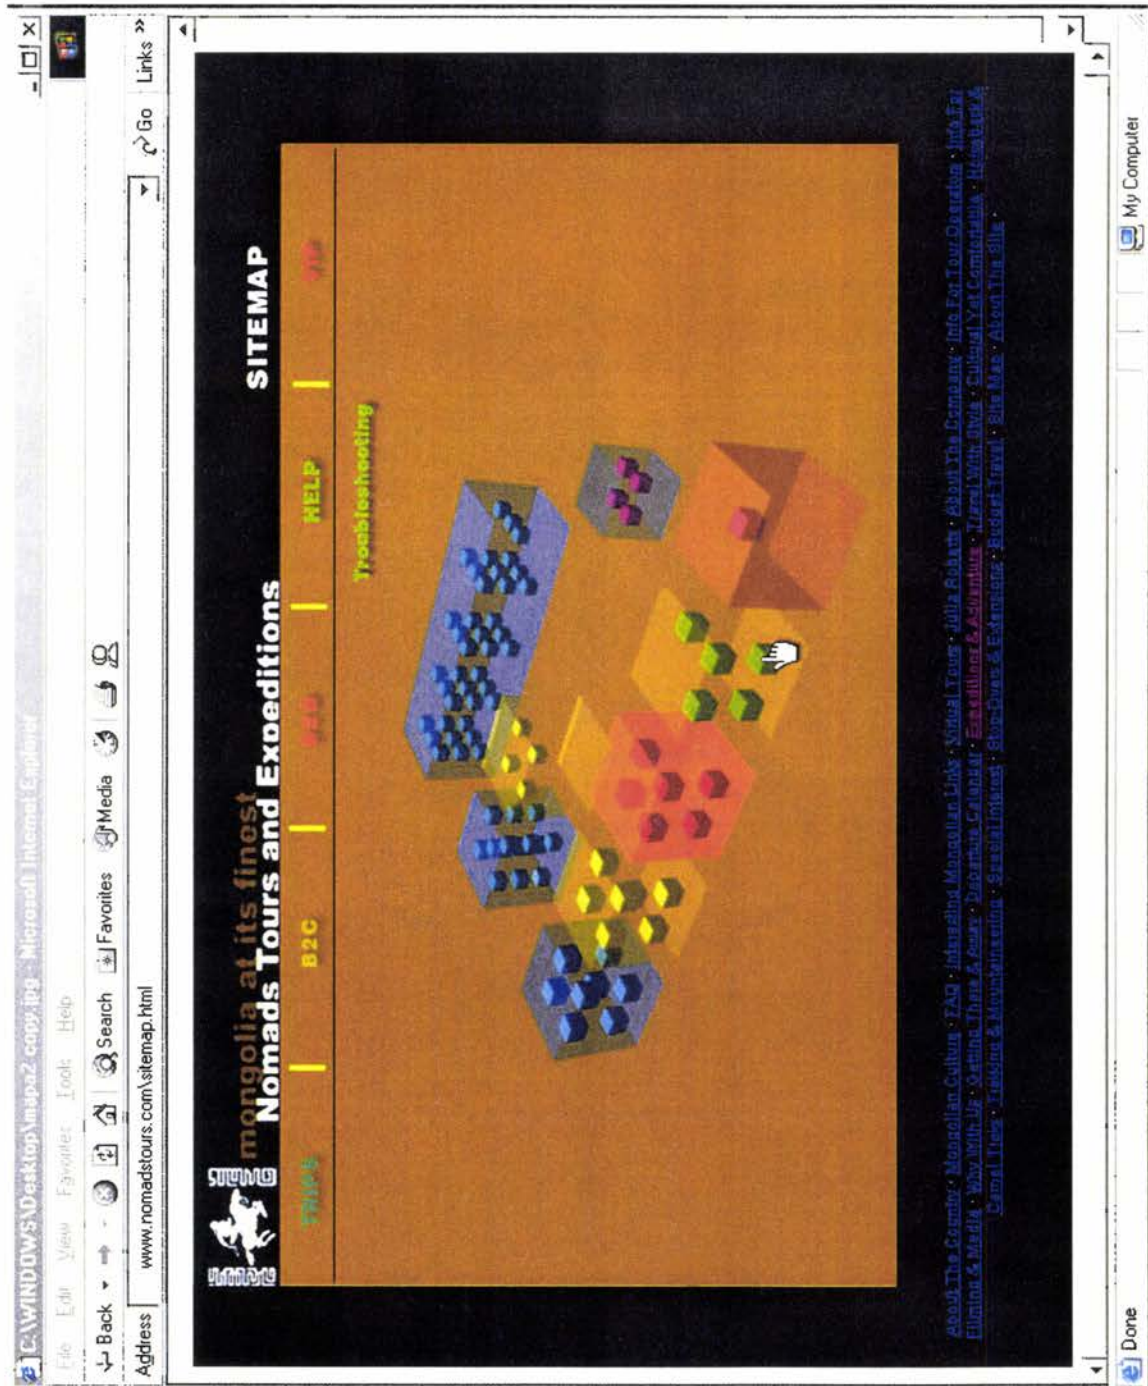 C:\WINDOWS\Desktop\mapa2 copy.jpg - Microsoft Internet Explorer
File Edit View Favorites Tools Help
Back Search Favorites Media
Address www.nomadstours.com\sitemap.html Go Links »
mongolia at its finest
Nomads Tours and Expeditions SITEMAP
TRIPS B2C HELP
Troubleshooting
About The Country · Mongolian Culture · FAQ · Interesting Mongolian Links · Virtual Tours · Yulia Roberts · About The Company · Info For Tour Operators · Info For
Filming & Media · Why With Us · Getting There & Away · Departure Calendar · Expeditions & Adventure · Travel With Style · Cultural Yet Comfortable · Horseback &
Camel Treks · Trekking & Mountaineering · Special Interest · Stop-Overs & Extensions · Budget Travel · Site Map · About The Site ·
Done My Computer